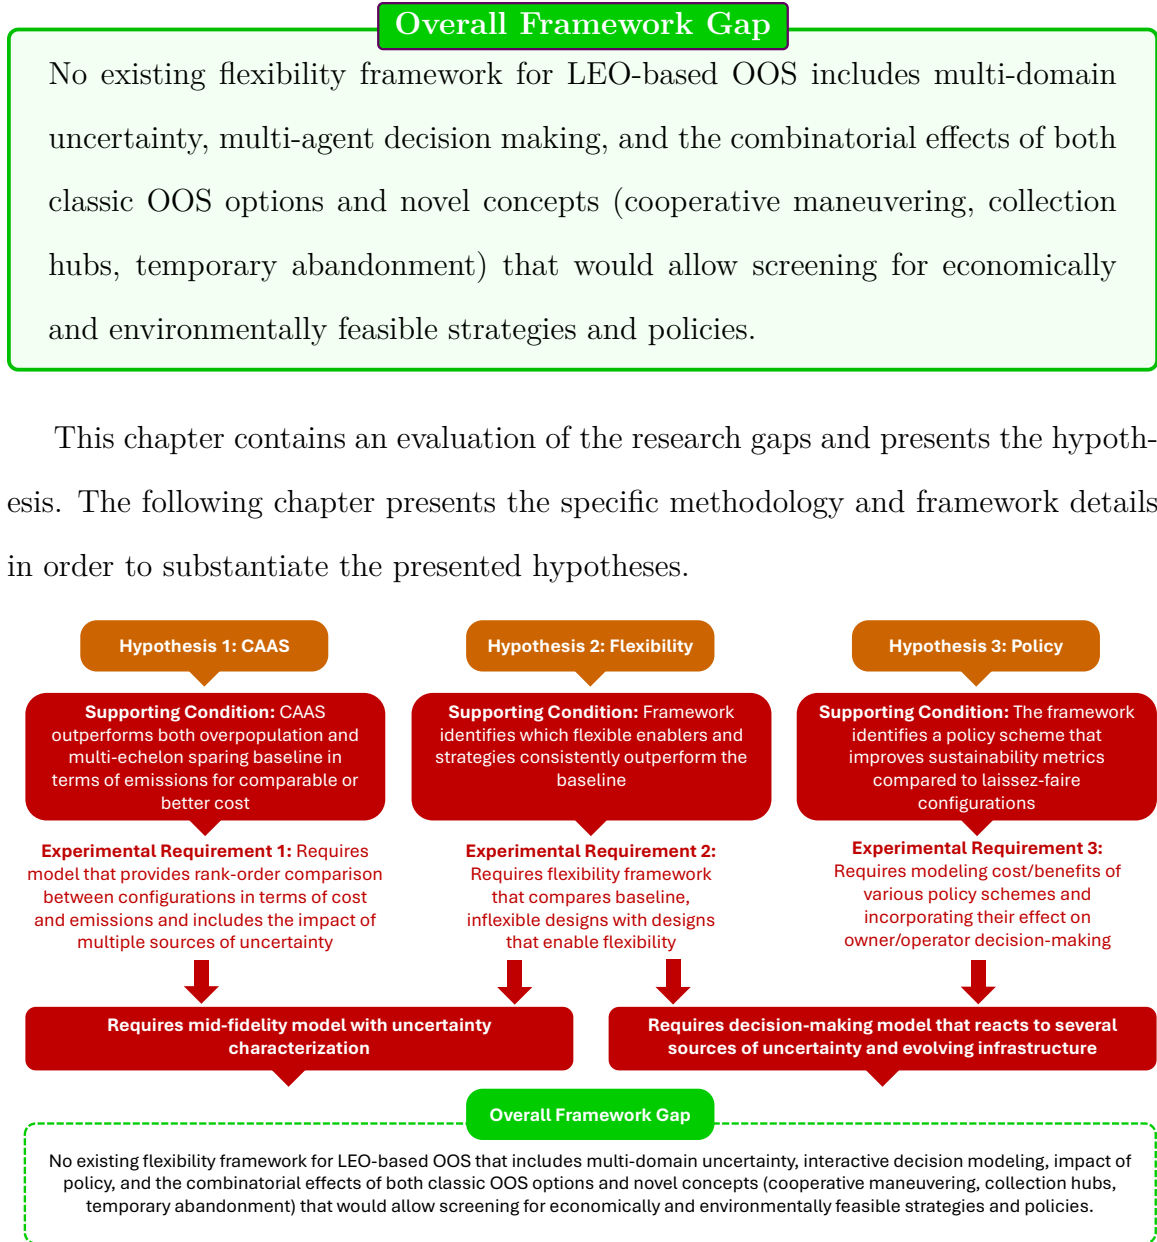 Overall Framework Gap
No existing flexibility framework for LEO-based OOS includes multi-domain
uncertainty, multi-agent decision making, and the combinatorial effects of both
classic OOS options and novel concepts (cooperative maneuvering, collection
hubs, temporary abandonment) that would allow screening for economically
and environmentally feasible strategies and policies.
This chapter contains an evaluation of the research gaps and presents the hypoth-
esis. The following chapter presents the specific methodology and framework details
in order to substantiate the presented hypotheses.
Hypothesis 1: CAAS
Supporting Condition: CAAS
outperforms both overpopulation and
multi-echelon sparing baseline in
terms of emissions for comparable or
better cost
Experimental Requirement 1: Requires
model that provides rank-order comparison
between configurations in terms of cost
and emissions and includes the impact of
multiple sources of uncertainty
Hypothesis 2: Flexibility
Supporting Condition: Framework
identifies which flexible enablers and
strategies consistently outperform the
baseline
Experimental Requirement 2:
Requires flexibility framework
that compares baseline,
inflexible designs with designs
that enable flexibility
Hypothesis 3: Policy
Supporting Condition: The framework
identifies a policy scheme that
improves sustainability metrics
compared to laissez-faire
configurations
Experimental Requirement 3:
Requires modeling cost/benefits of
various policy schemes and
incorporating their effect on
owner/operator decision-making
Requires mid-fidelity model with uncertainty
characterization
Requires decision-making model that reacts to several
sources of uncertainty and evolving infrastructure
Overall Framework Gap
No existing flexibility framework for LEO-based OOS that includes multi-domain uncertainty, interactive decision modeling, impact of
policy, and the combinatorial effects of both classic OOS options and novel concepts (cooperative maneuvering, collection hubs,
temporary abandonment) that would allow screening for economically and environmentally feasible strategies and policies.